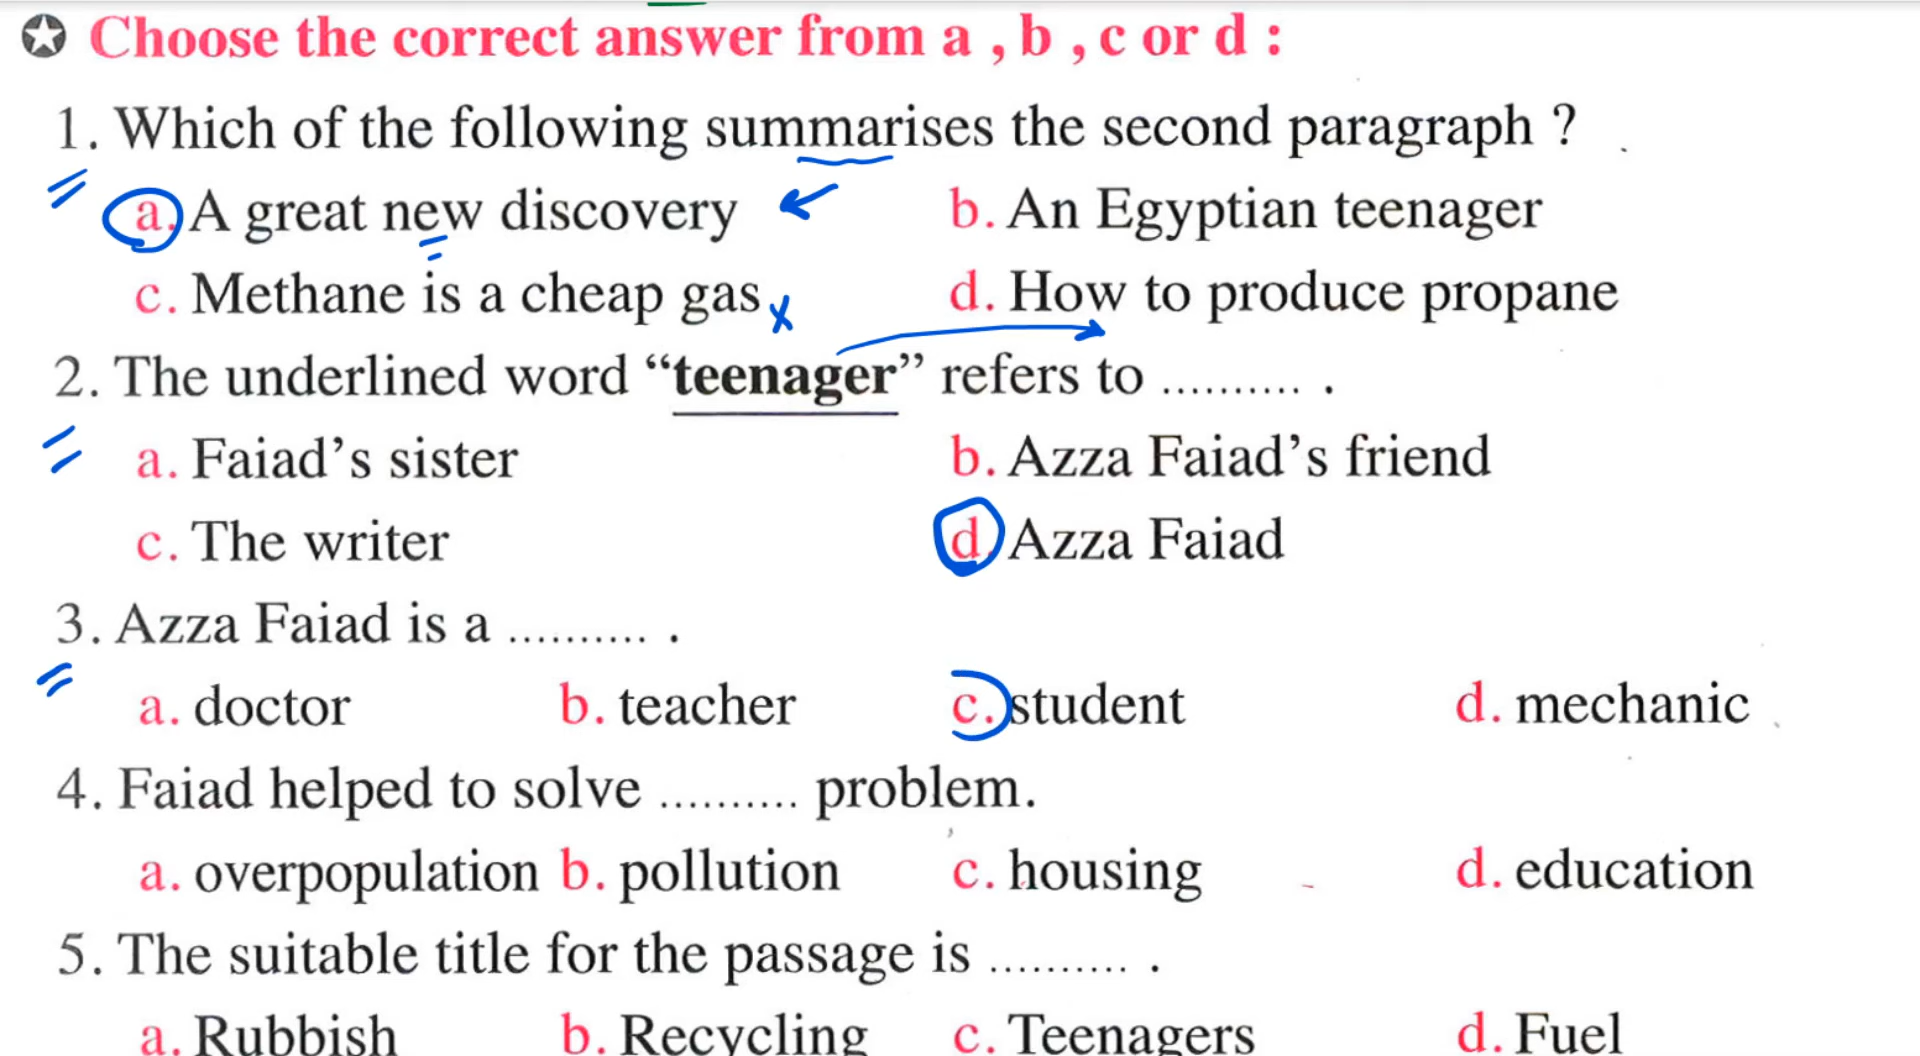 Choose the correct answer from a , b , c or d :
1. Which of the following summarises the second paragraph ?
a. A great new discovery b. An Egyptian teenager
c. Methane is a cheap gas x d. How to produce propane
2. The underlined word “teenager” refers to .......... .
a. Faiad’s sister b. Azza Faiad’s friend
c. The writer d. Azza Faiad
3. Azza Faiad is a .......... .
a. doctor b. teacher c. student d. mechanic
4. Faiad helped to solve .......... problem.
a. overpopulation b. pollution c. housing d. education
5. The suitable title for the passage is .......... .
a. Rubbish b. Recycling c. Teenagers d. Fuel